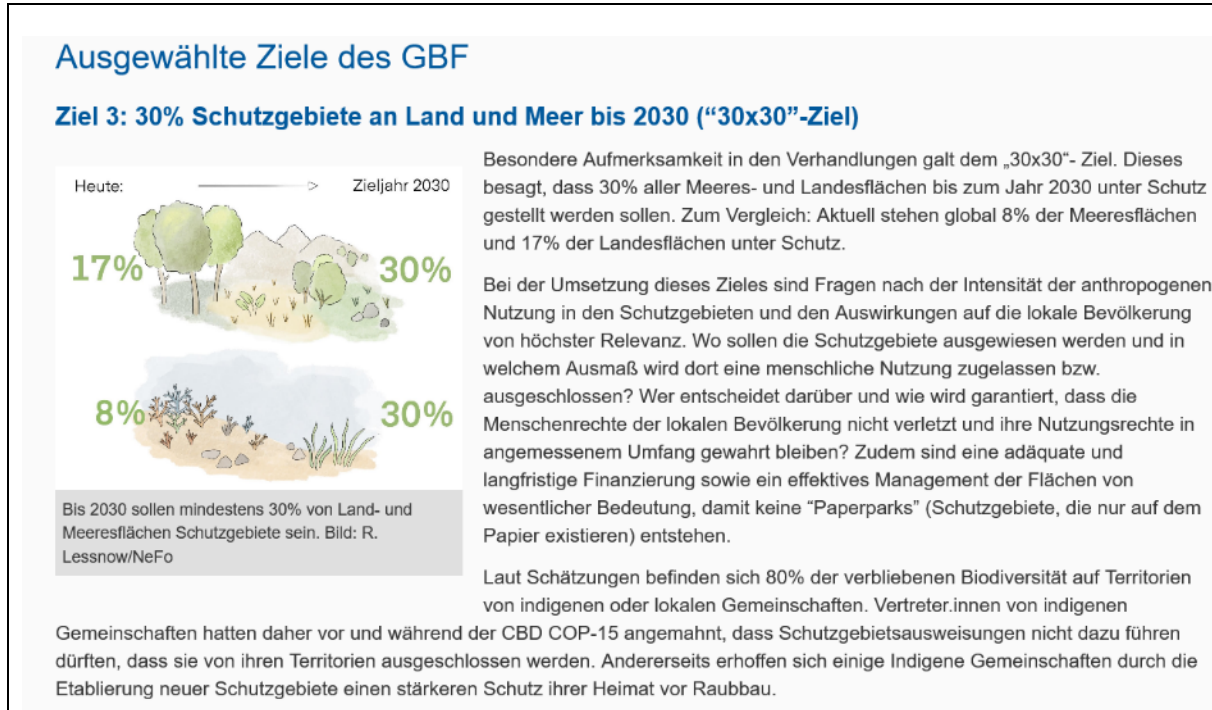 Ausgewählte Ziele des GBF
Ziel 3: 30% Schutzgebiete an Land und Meer bis 2030 (“30x30”-Ziel)
Heute:
Zieljahr 2030
17%
30%
8%
30%
Bis 2030 sollen mindestens 30% von Land- und
Meeresflächen Schutzgebiete sein. Bild: R.
Lessnow/NeFo
Besondere Aufmerksamkeit in den Verhandlungen galt dem „30x30“- Ziel. Dieses
besagt, dass 30% aller Meeres- und Landesflächen bis zum Jahr 2030 unter Schutz
gestellt werden sollen. Zum Vergleich: Aktuell stehen global 8% der Meeresflächen
und 17% der Landesflächen unter Schutz.
Bei der Umsetzung dieses Zieles sind Fragen nach der Intensität der anthropogenen
Nutzung in den Schutzgebieten und den Auswirkungen auf die lokale Bevölkerung
von höchster Relevanz. Wo sollen die Schutzgebiete ausgewiesen werden und in
welchem Ausmaß wird dort eine menschliche Nutzung zugelassen bzw.
ausgeschlossen? Wer entscheidet darüber und wie wird garantiert, dass die
Menschenrechte der lokalen Bevölkerung nicht verletzt und ihre Nutzungsrechte in
angemessenem Umfang gewahrt bleiben? Zudem sind eine adäquate und
langfristige Finanzierung sowie ein effektives Management der Flächen von
wesentlicher Bedeutung, damit keine “Paperparks” (Schutzgebiete, die nur auf dem
Papier existieren) entstehen.
Laut Schätzungen befinden sich 80% der verbliebenen Biodiversität auf Territorien
von indigenen oder lokalen Gemeinschaften. Vertreter.innen von indigenen
Gemeinschaften hatten daher vor und während der CBD COP-15 angemahnt, dass Schutzgebietsausweisungen nicht dazu führen
dürften, dass sie von ihren Territorien ausgeschlossen werden. Andererseits erhoffen sich einige Indigene Gemeinschaften durch die
Etablierung neuer Schutzgebiete einen stärkeren Schutz ihrer Heimat vor Raubbau.